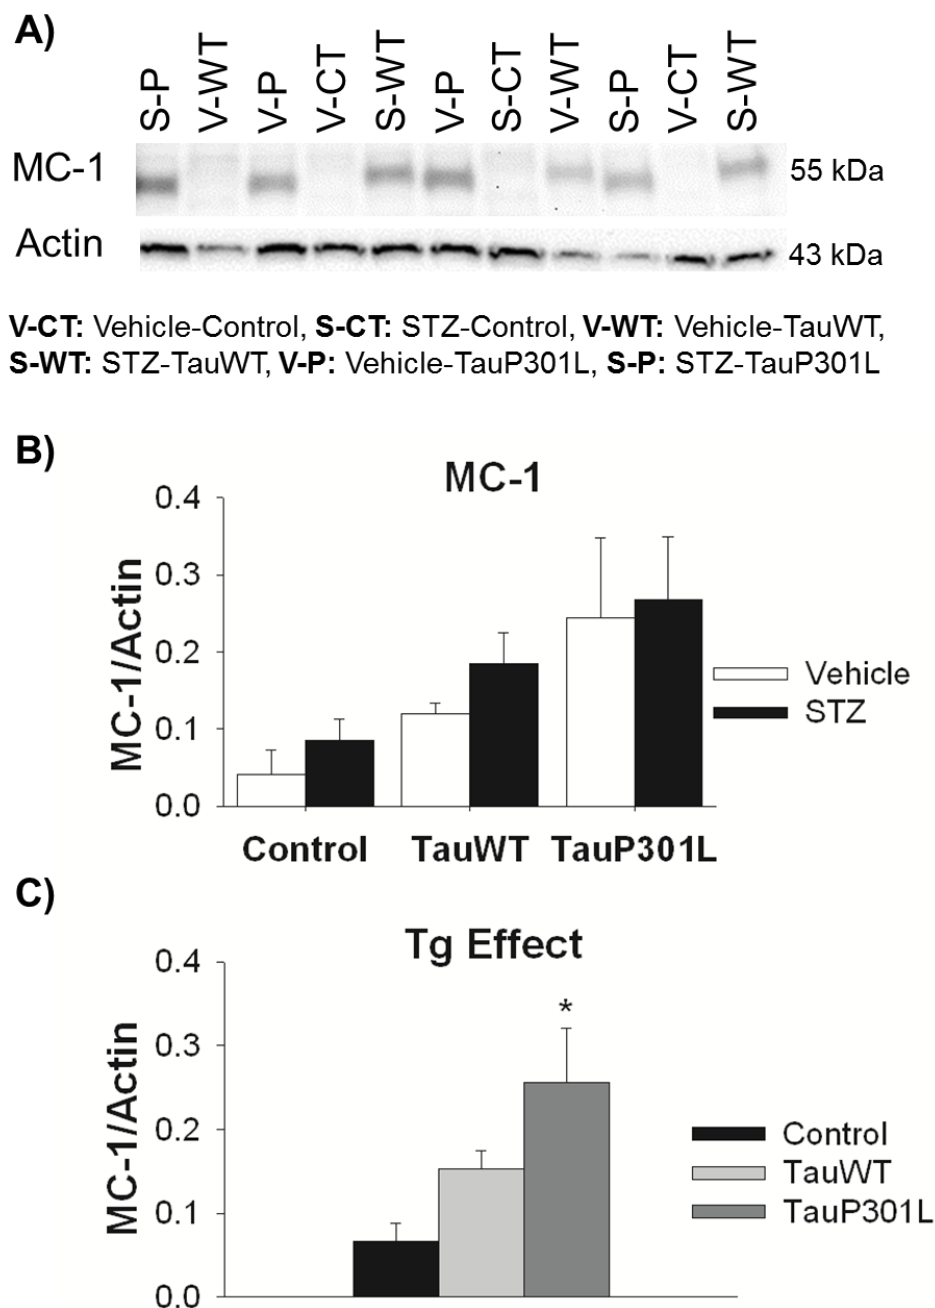 A)
S-P V-WT V-P V-CT S-WT V-P S-CT V-WT S-P V-CT S-WT
MC-1 55 kDa
Actin 43 kDa
V-CT: Vehicle-Control, S-CT: STZ-Control, V-WT: Vehicle-TauWT,
S-WT: STZ-TauWT, V-P: Vehicle-TauP301L, S-P: STZ-TauP301L
B)
MC-1
MC-1/Actin
0.4
0.3
0.2
0.1
0.0
Vehicle
STZ
Control TauWT TauP301L
C)
Tg Effect
MC-1/Actin
0.4
0.3
0.2
0.1
0.0
*
Control
TauWT
TauP301L